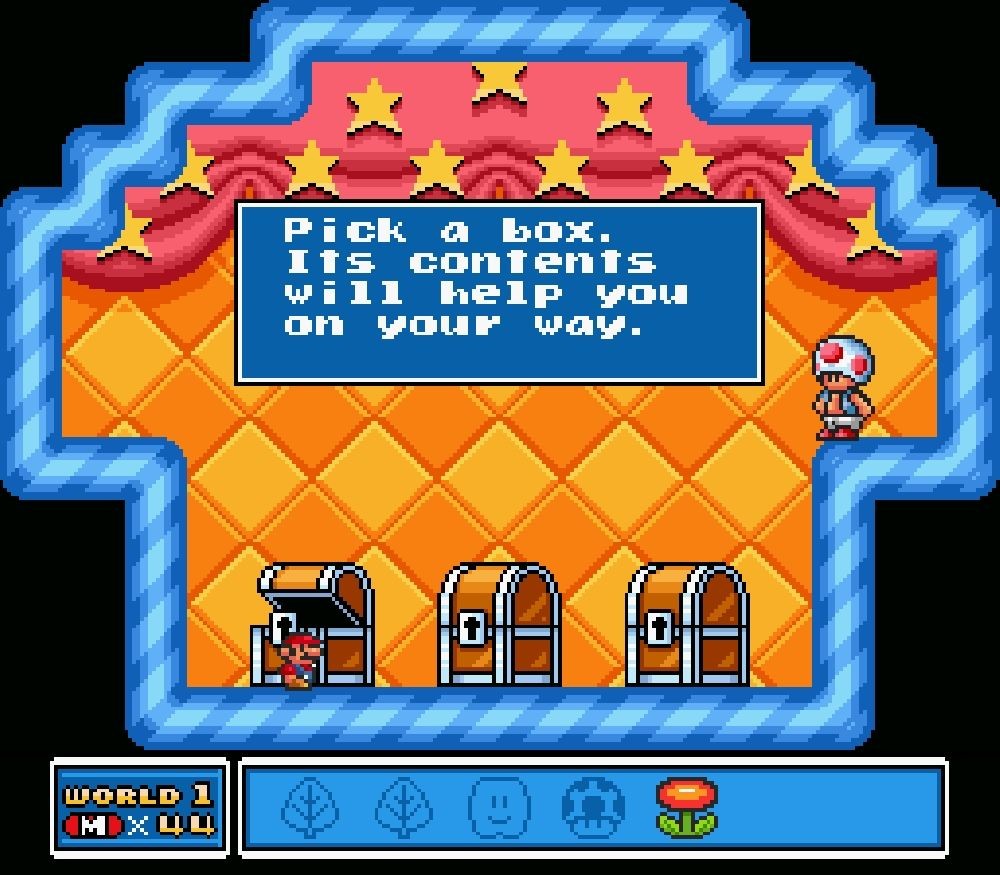 Pick a box.
Its contents
will help you
on your way.
WORLD 1
M x 44